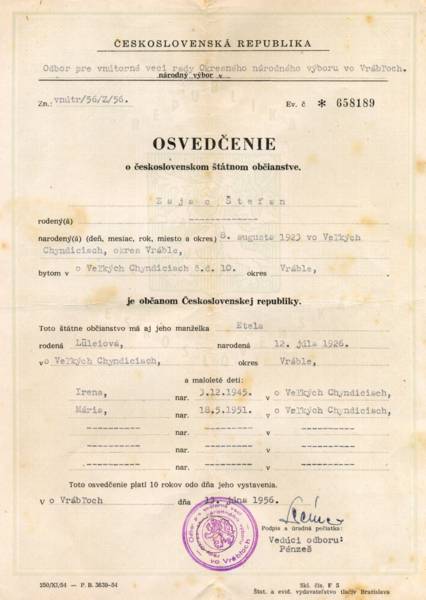 ČESKOSLOVENSKÁ REPUBLIKA
Odbor pre vnútorné veci rady Okresného národného výboru vo Vrábľoch.
národný výbor v
Zn.: vnútr/56/Z/56. Ev. č ✻ 658189
OSVEDČENIE
o československom štátnom občianstve.
Zajac Štefan
rodený(á) -------------
narodený(á) (deň, mesiac, rok, miesto a okres) 8. augusta 1923 vo Veľkých
Chyndiciach, okres Vráble,
bytom v o Veľkých Chyndiciach č.d. 10. okres Vráble,
je občanom Československej republiky.
Toto štátne občianstvo má aj jeho manželka Etela
rodená Lüleiová, narodená 12. júla 1926.
v o Veľkých Chyndiciach, okres Vráble,
a maloleté deti:
Irena, nar. 3.12.1945. v o Veľkých Chyndiciach,
Mária, nar. 18.5.1951. v o Veľkých Chyndiciach,
---------- nar. ---------- v ----------
---------- nar. ---------- v ----------
---------- nar. ---------- v ----------
Toto osvedčenie platí 10 rokov odo dňa jeho vystavenia.
V o Vrábľoch dňa 13. júna 1956.
Podpis a úradná pečiatka:
Vedúci odboru:
Pénzeš
vo Vrábľoch
250/XI/54 — P. B. 3639-54
Skl. čís. F 5
Štat. a evid. vydavateľstvo tlačív Bratislava